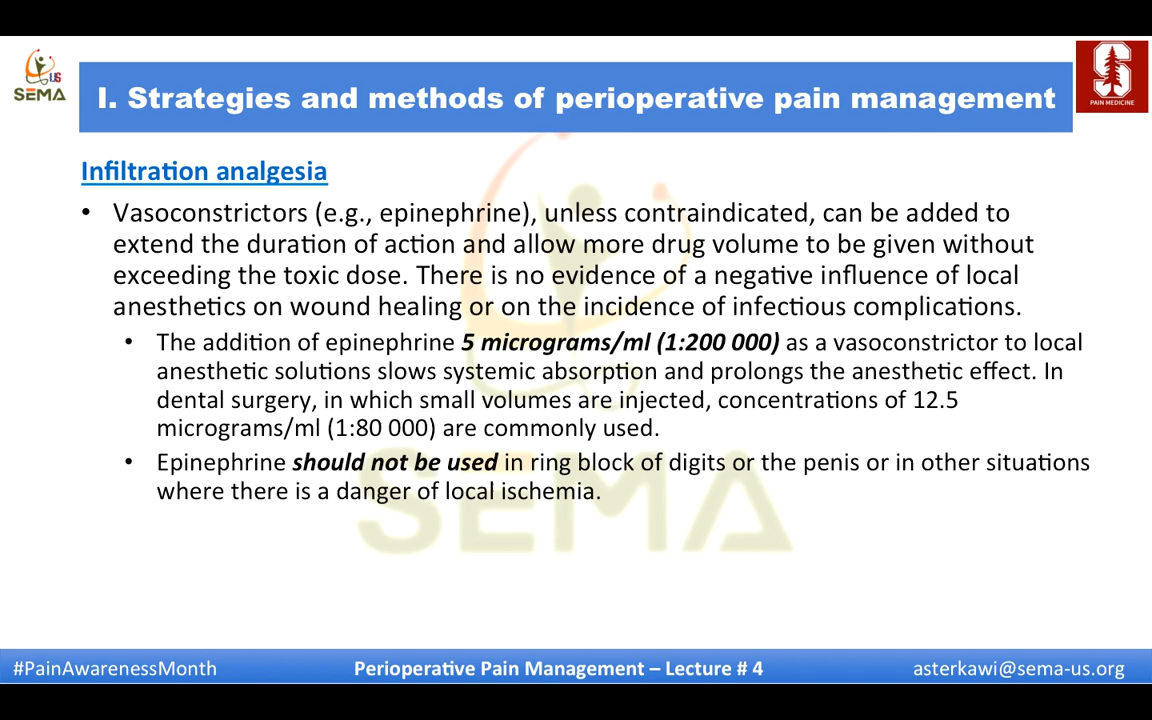 US
SEMA
I. Strategies and methods of perioperative pain management
PAIN MEDICINE
Infiltration analgesia
• Vasoconstrictors (e.g., epinephrine), unless contraindicated, can be added to
extend the duration of action and allow more drug volume to be given without
exceeding the toxic dose. There is no evidence of a negative influence of local
anesthetics on wound healing or on the incidence of infectious complications.
• The addition of epinephrine 5 micrograms/ml (1:200 000) as a vasoconstrictor to local
anesthetic solutions slows systemic absorption and prolongs the anesthetic effect. In
dental surgery, in which small volumes are injected, concentrations of 12.5
micrograms/ml (1:80 000) are commonly used.
• Epinephrine should not be used in ring block of digits or the penis or in other situations
where there is a danger of local ischemia.
SEMA
#PainAwarenessMonth
Perioperative Pain Management – Lecture # 4
asterkawi@sema-us.org